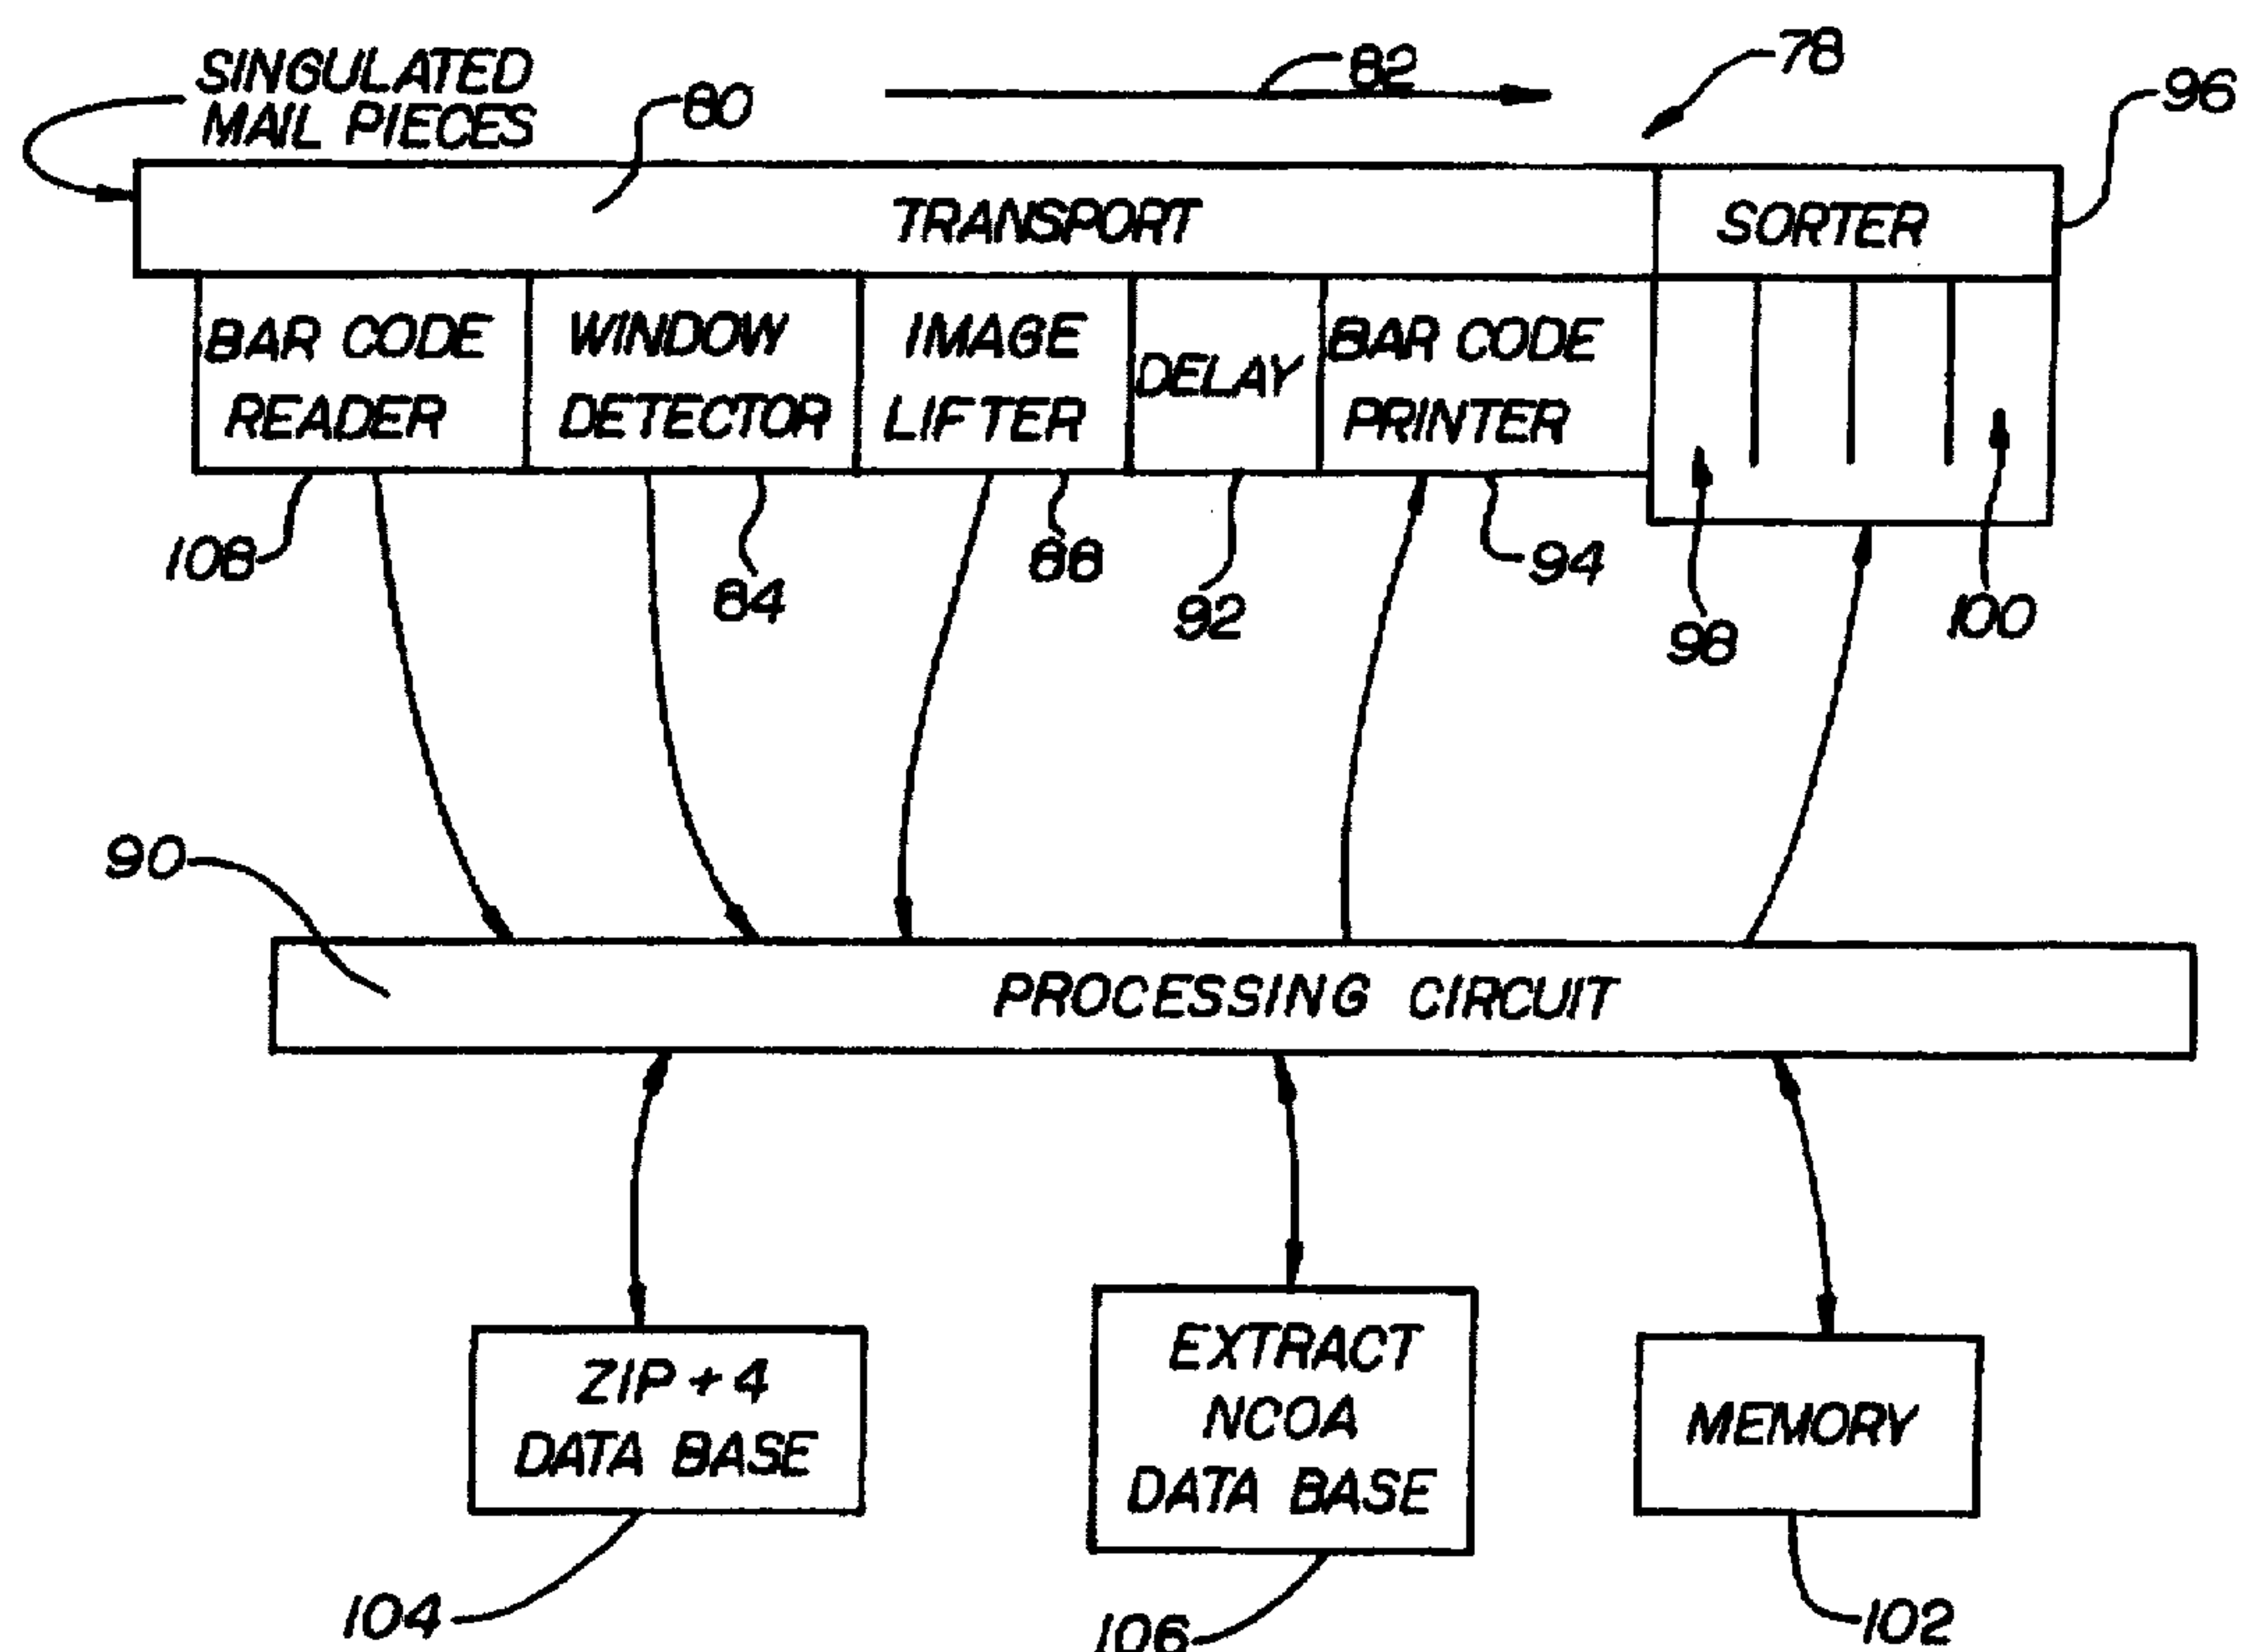 SINGULATED
MAIL PIECES
80
82
78
96
TRANSPORT
SORTER
BAR CODE
READER
WINDOW
DETECTOR
IMAGE
LIFTER
DELAY
BAR CODE
PRINTER
108
84
88
92
94
98
100
90
PROCESSING CIRCUIT
ZIP + 4
DATA BASE
EXTRACT
NCOA
DATA BASE
MEMORY
104
106
102